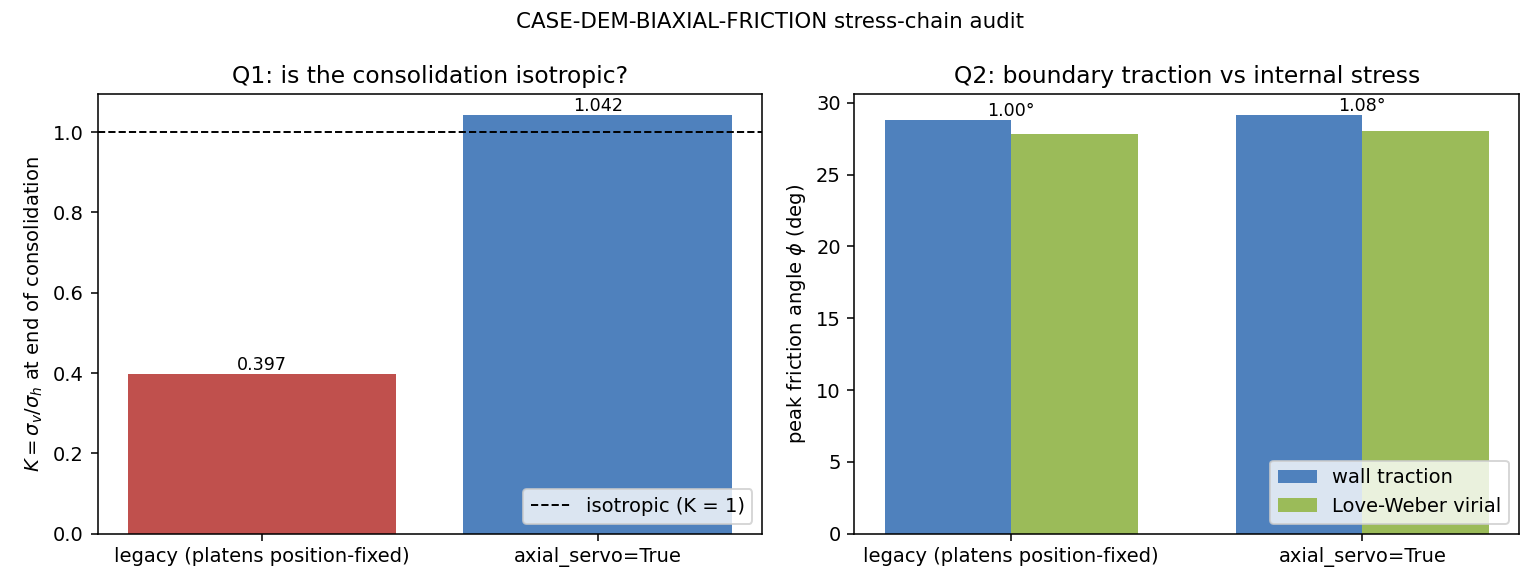 CASE-DEM-BIAXIAL-FRICTION stress-chain audit
Q1: is the consolidation isotropic?
K = σv/σh at end of consolidation
1.0
0.8
0.6
0.4
0.2
0.0
0.397
1.042
isotropic (K = 1)
legacy (platens position-fixed)
axial_servo=True
Q2: boundary traction vs internal stress
peak friction angle ϕ (deg)
30
25
20
15
10
5
0
1.00°
1.08°
wall traction
Love-Weber virial
legacy (platens position-fixed)
axial_servo=True